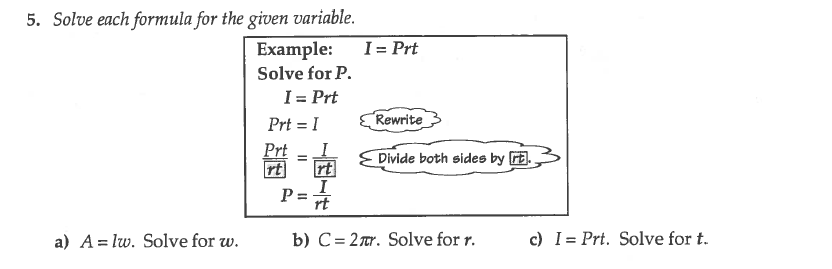 5. Solve each formula for the given variable.
Example: I = Prt
Solve for P.
I = Prt
Prt = I Rewrite
Prt/rt = I/rt Divide both sides by rt.
P = I/rt
a) A = lw. Solve for w. b) C = 2πr. Solve for r. c) I = Prt. Solve for t.